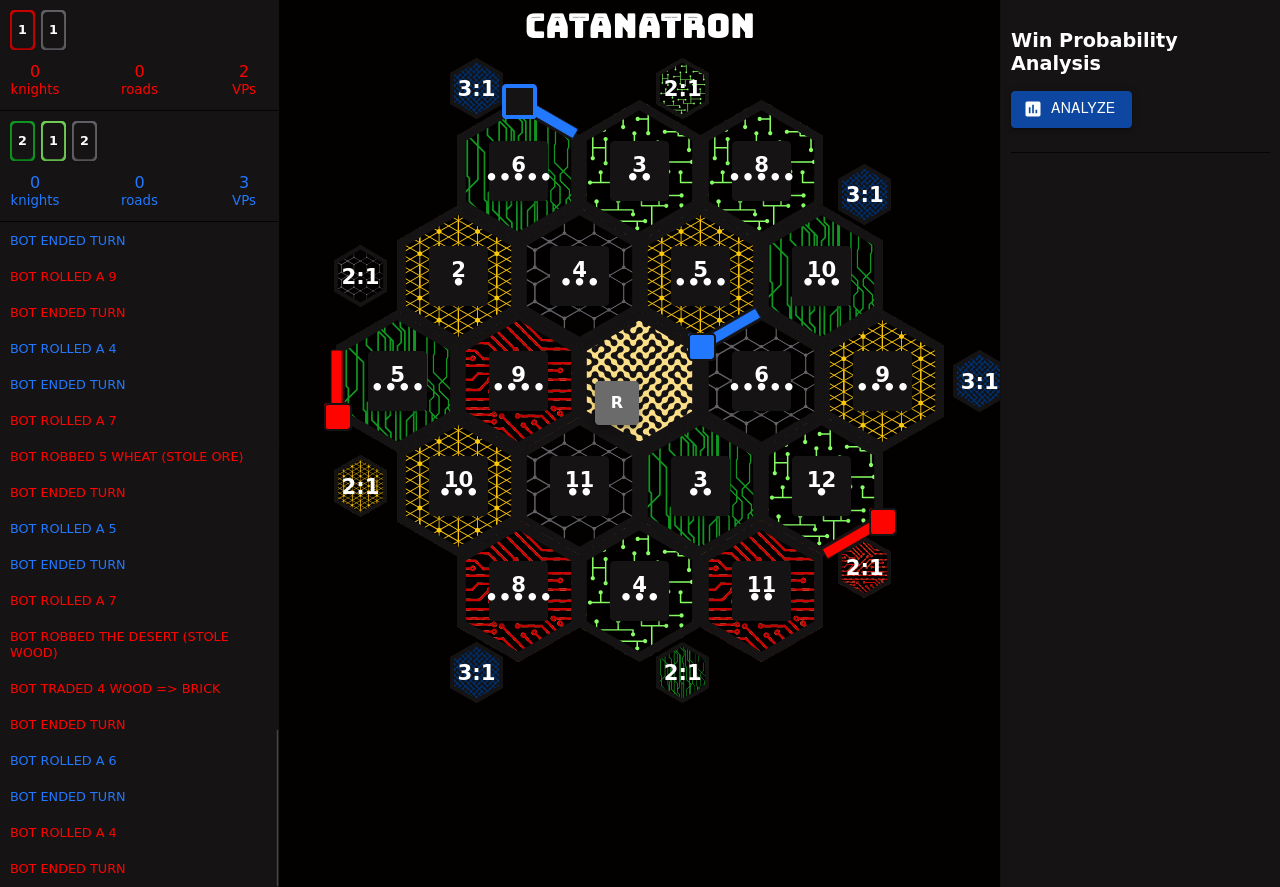 1 1
0 0 2
knights roads VPs
2 1 2
0 0 3
knights roads VPs
BOT ENDED TURN
BOT ROLLED A 9
BOT ENDED TURN
BOT ROLLED A 4
BOT ENDED TURN
BOT ROLLED A 7
BOT ROBBED 5 WHEAT (STOLE ORE)
BOT ENDED TURN
BOT ROLLED A 5
BOT ENDED TURN
BOT ROLLED A 7
BOT ROBBED THE DESERT (STOLE
WOOD)
BOT TRADED 4 WOOD => BRICK
BOT ENDED TURN
BOT ROLLED A 6
BOT ENDED TURN
BOT ROLLED A 4
BOT ENDED TURN
CATANATRON
3:1 2:1
6 3 8
3:1
2:1 2 4 5 10
5 9 6 9 3:1
R
2:1 10 11 3 12
8 4 11 2:1
3:1 2:1
Win Probability
Analysis
ANALYZE